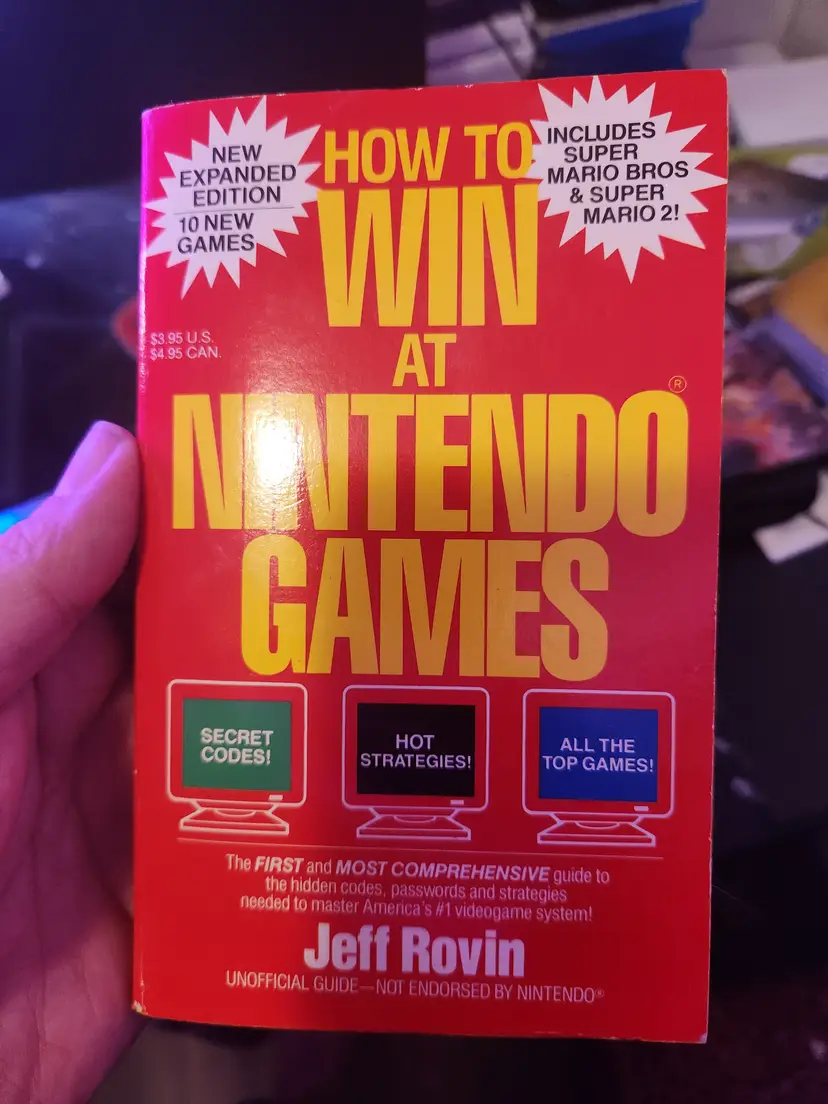 NEW
EXPANDED
EDITION
10 NEW
GAMES
INCLUDES
SUPER
MARIO BROS
& SUPER
MARIO 2!
HOW TO
WIN
AT
NINTENDO®
GAMES
$3.95 U.S.
$4.95 CAN.
SECRET
CODES!
HOT
STRATEGIES!
ALL THE
TOP GAMES!
The FIRST and MOST COMPREHENSIVE guide to
the hidden codes, passwords and strategies
needed to master America's #1 videogame system!
Jeff Rovin
UNOFFICIAL GUIDE—NOT ENDORSED BY NINTENDO®